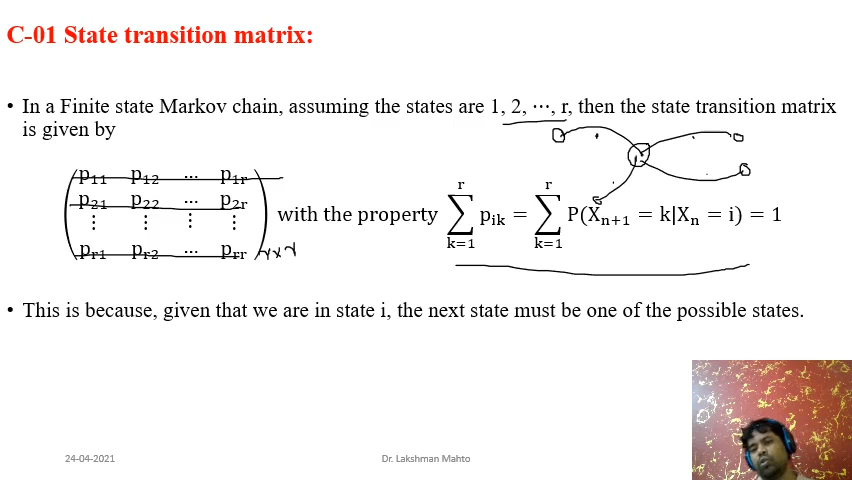 C-01 State transition matrix:
• In a Finite state Markov chain, assuming the states are 1, 2, ⋯, r, then the state transition matrix
is given by
p11 p12 ⋯ p1r
p21 p22 ⋯ p2r
⋮ ⋮ ⋮ ⋮
pr1 pr2 ⋯ prr
r×r
with the property ∑_{k=1}^{r} p_{ik} = ∑_{k=1}^{r} P(X_{n+1} = k|X_n = i) = 1
• This is because, given that we are in state i, the next state must be one of the possible states.
24-04-2021
Dr. Lakshman Mahto